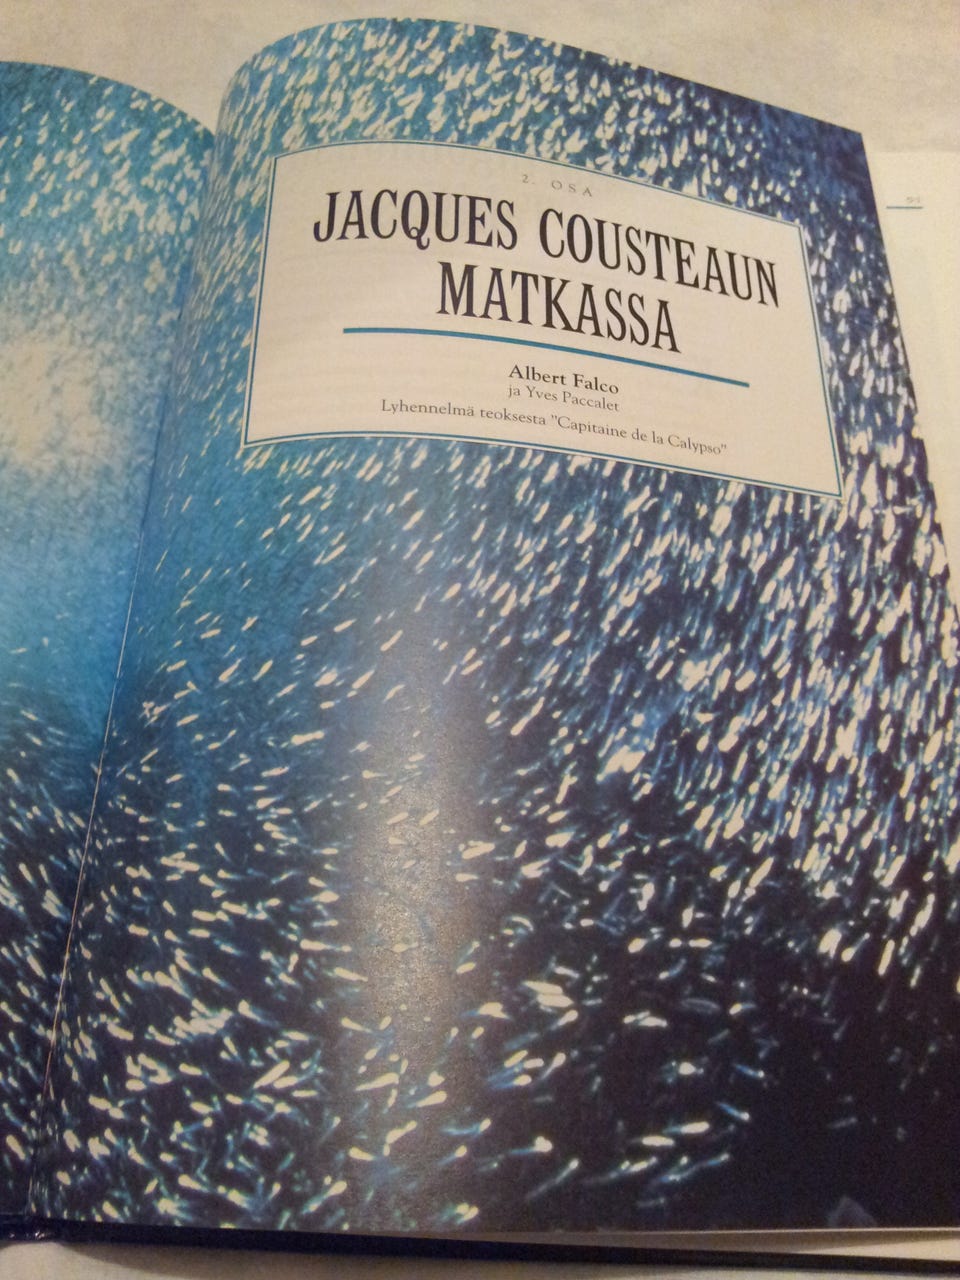 2. OSA
JACQUES COUSTEAUN
MATKASSA
Albert Falco
ja Yves Paccalet
Lyhennelmä teoksesta "Capitaine de la Calypso"